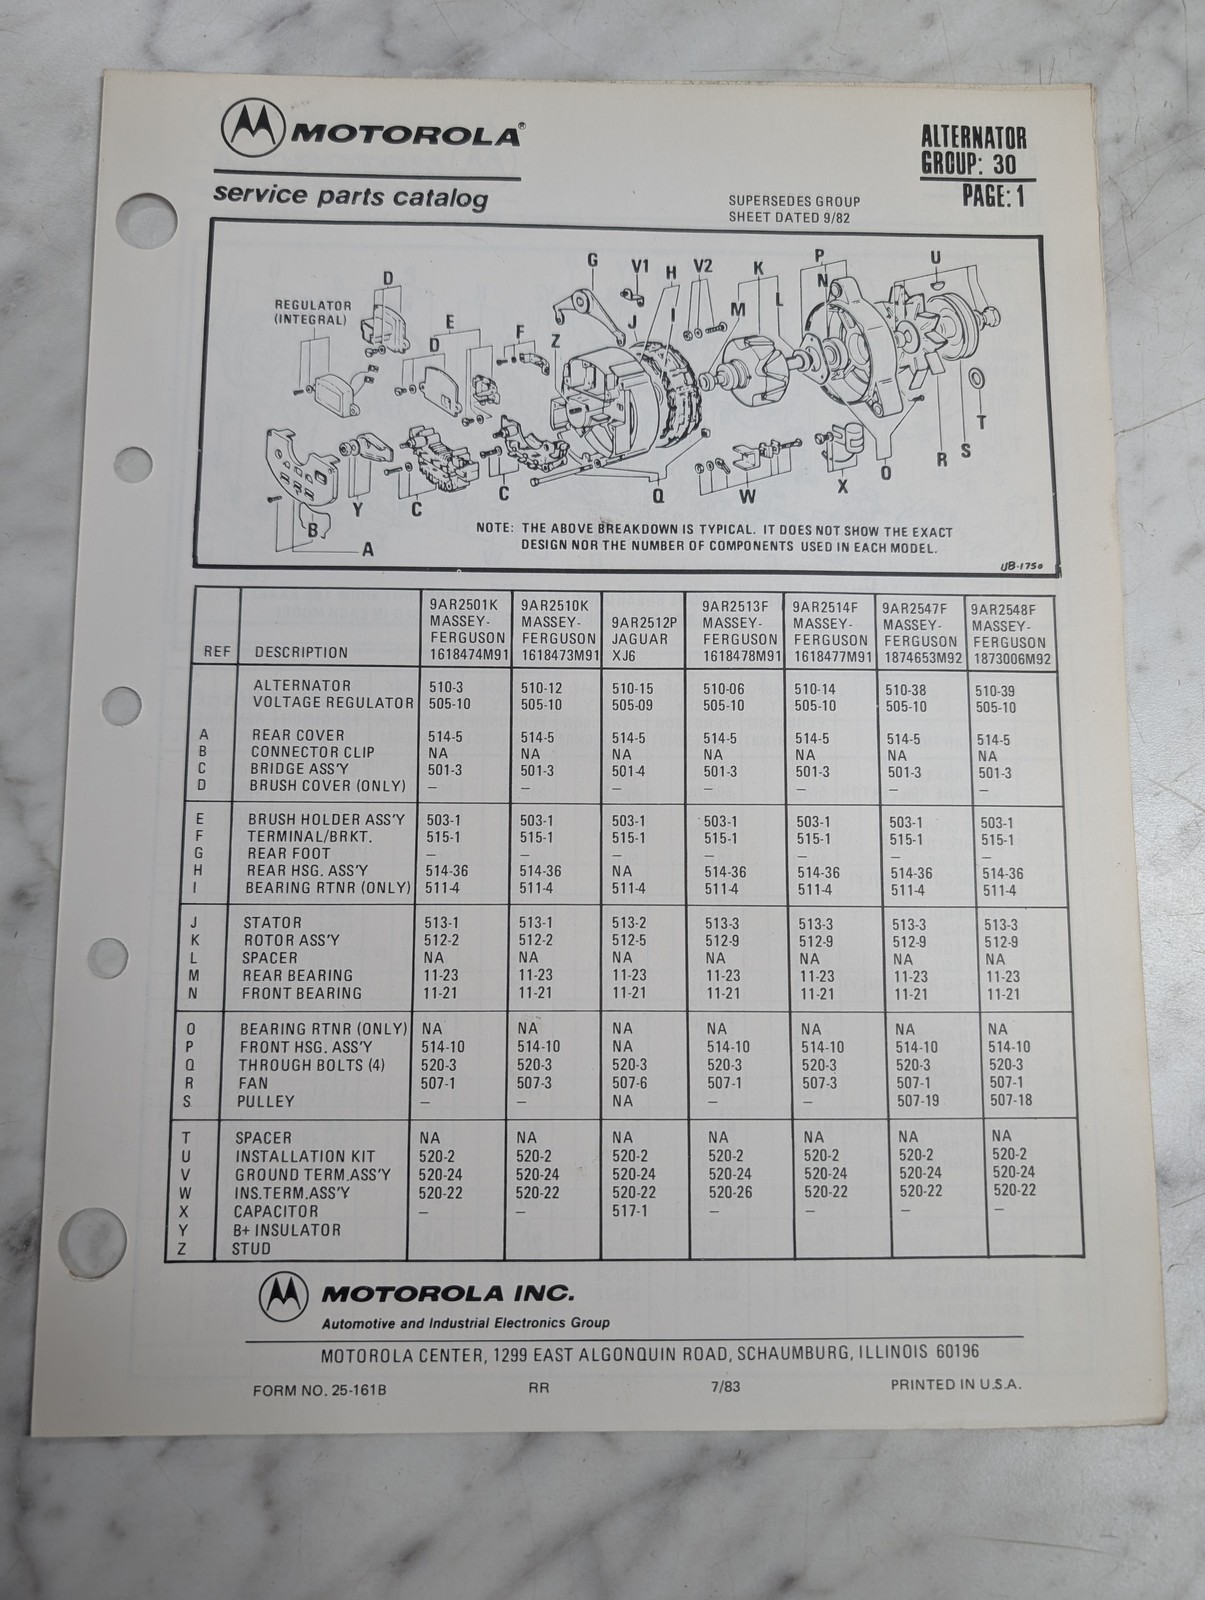 MOTOROLA®
service parts catalog
ALTERNATOR
GROUP: 30
PAGE: 1
SUPERSEDES GROUP
SHEET DATED 9/82
REGULATOR
(INTEGRAL)
D
E
D
F
G
Z
V1
H
J
I
V2
K
M
L
P
N
U
T
S
R
O
X
W
Q
C
C
Y
B
A
NOTE: THE ABOVE BREAKDOWN IS TYPICAL. IT DOES NOT SHOW THE EXACT
DESIGN NOR THE NUMBER OF COMPONENTS USED IN EACH MODEL.
UB-1750
REF DESCRIPTION 9AR2501K MASSEY-FERGUSON 1618474M91 9AR2510K MASSEY-FERGUSON 1618473M91 9AR2512P JAGUAR XJ6 9AR2513F MASSEY-FERGUSON 1618478M91 9AR2514F MASSEY-FERGUSON 1618477M91 9AR2547F MASSEY-FERGUSON 1874653M92 9AR2548F MASSEY-FERGUSON 1873006M92
ALTERNATOR 510-3 510-12 510-15 510-06 510-14 510-38 510-39
VOLTAGE REGULATOR 505-10 505-10 505-09 505-10 505-10 505-10 505-10
A REAR COVER 514-5 514-5 514-5 514-5 514-5 514-5 514-5
B CONNECTOR CLIP NA NA NA NA NA NA NA
C BRIDGE ASS'Y 501-3 501-3 501-4 501-3 501-3 501-3 501-3
D BRUSH COVER (ONLY) – – – – – – –
E BRUSH HOLDER ASS'Y 503-1 503-1 503-1 503-1 503-1 503-1 503-1
F TERMINAL/BRKT. 515-1 515-1 515-1 515-1 515-1 515-1 515-1
G REAR FOOT – – – – – – –
H REAR HSG. ASS'Y 514-36 514-36 NA 514-36 514-36 514-36 514-36
I BEARING RTNR (ONLY) 511-4 511-4 511-4 511-4 511-4 511-4 511-4
J STATOR 513-1 513-1 513-2 513-3 513-3 513-3 513-3
K ROTOR ASS'Y 512-2 512-2 512-5 512-9 512-9 512-9 512-9
L SPACER NA NA NA NA NA NA NA
M REAR BEARING 11-23 11-23 11-23 11-23 11-23 11-23 11-23
N FRONT BEARING 11-21 11-21 11-21 11-21 11-21 11-21 11-21
O BEARING RTNR (ONLY) NA NA NA NA NA NA NA
P FRONT HSG. ASS'Y 514-10 514-10 NA 514-10 514-10 514-10 514-10
Q THROUGH BOLTS (4) 520-3 520-3 520-3 520-3 520-3 520-3 520-3
R FAN 507-1 507-3 507-6 507-1 507-3 507-1 507-1
S PULLEY – – NA – – 507-19 507-18
T SPACER NA NA NA NA NA NA NA
U INSTALLATION KIT 520-2 520-2 520-2 520-2 520-2 520-2 520-2
V GROUND TERM.ASS'Y 520-24 520-24 520-24 520-24 520-24 520-24 520-24
W INS.TERM.ASS'Y 520-22 520-22 520-22 520-26 520-22 520-22 520-22
X CAPACITOR – – 517-1 – – – –
Y B+ INSULATOR
Z STUD
MOTOROLA INC.
Automotive and Industrial Electronics Group
MOTOROLA CENTER, 1299 EAST ALGONQUIN ROAD, SCHAUMBURG, ILLINOIS 60196
FORM NO. 25-161B RR 7/83 PRINTED IN U.S.A.